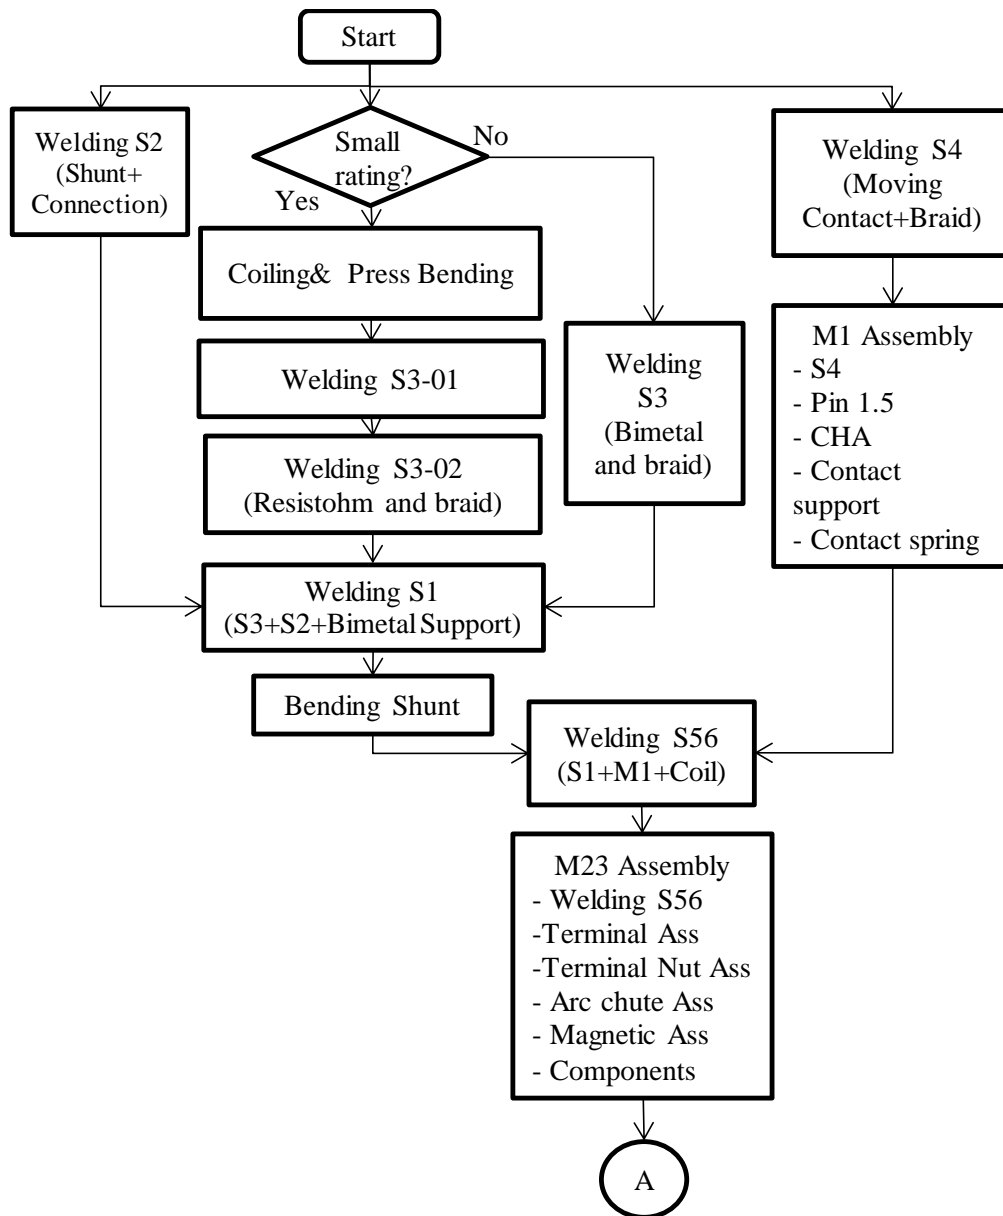 Start
Welding S2
(Shunt+
Connection)
Small
rating?
No
Yes
Welding S4
(Moving
Contact+Braid)
Coiling& Press Bending
Welding S3-01
Welding S3-02
(Resistohm and braid)
Welding
S3
(Bimetal
and braid)
M1 Assembly
- S4
- Pin 1.5
- CHA
- Contact
support
- Contact spring
Welding S1
(S3+S2+Bimetal Support)
Bending Shunt
Welding S56
(S1+M1+Coil)
M23 Assembly
- Welding S56
-Terminal Ass
-Terminal Nut Ass
- Arc chute Ass
- Magnetic Ass
- Components
A